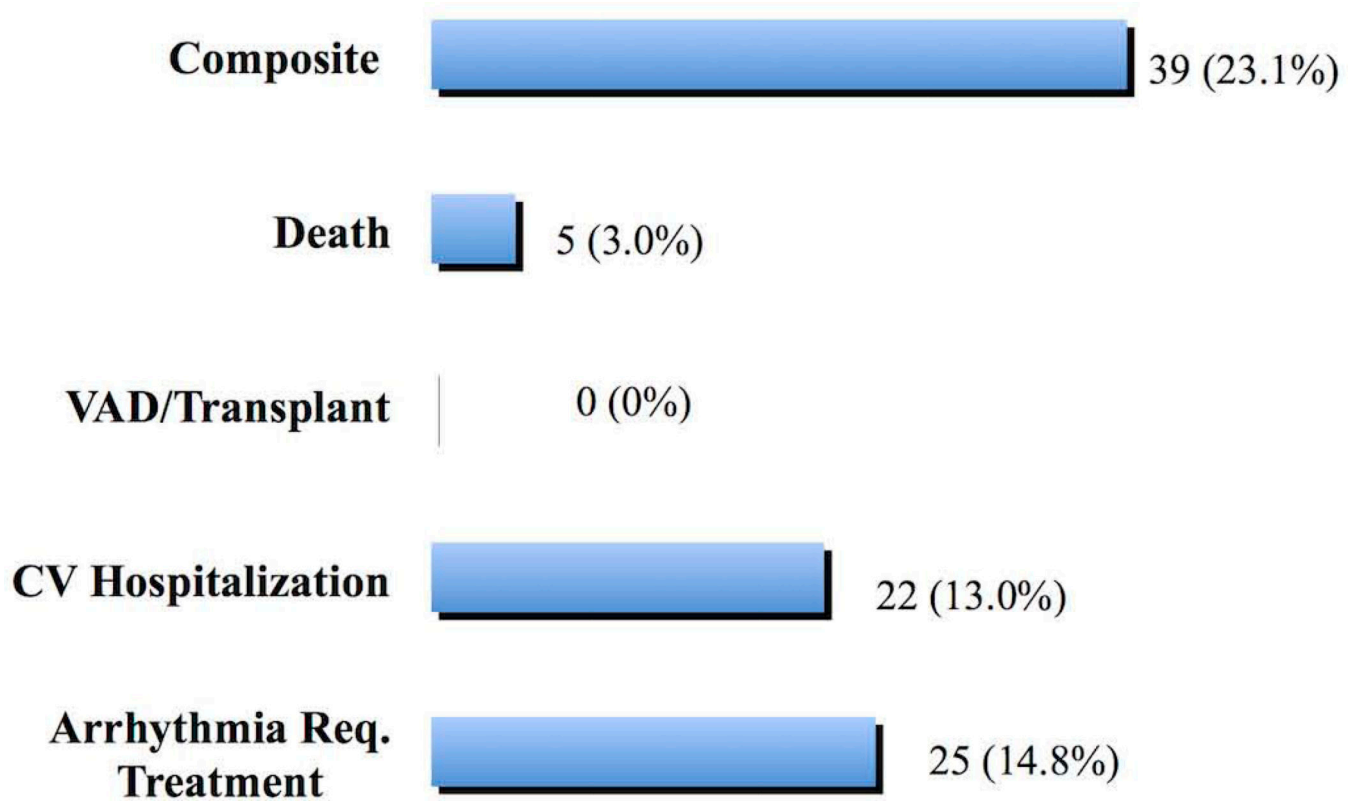 Composite
39 (23.1%)
Death
5 (3.0%)
VAD/Transplant
0 (0%)
CV Hospitalization
22 (13.0%)
Arrhythmia Req.
Treatment
25 (14.8%)